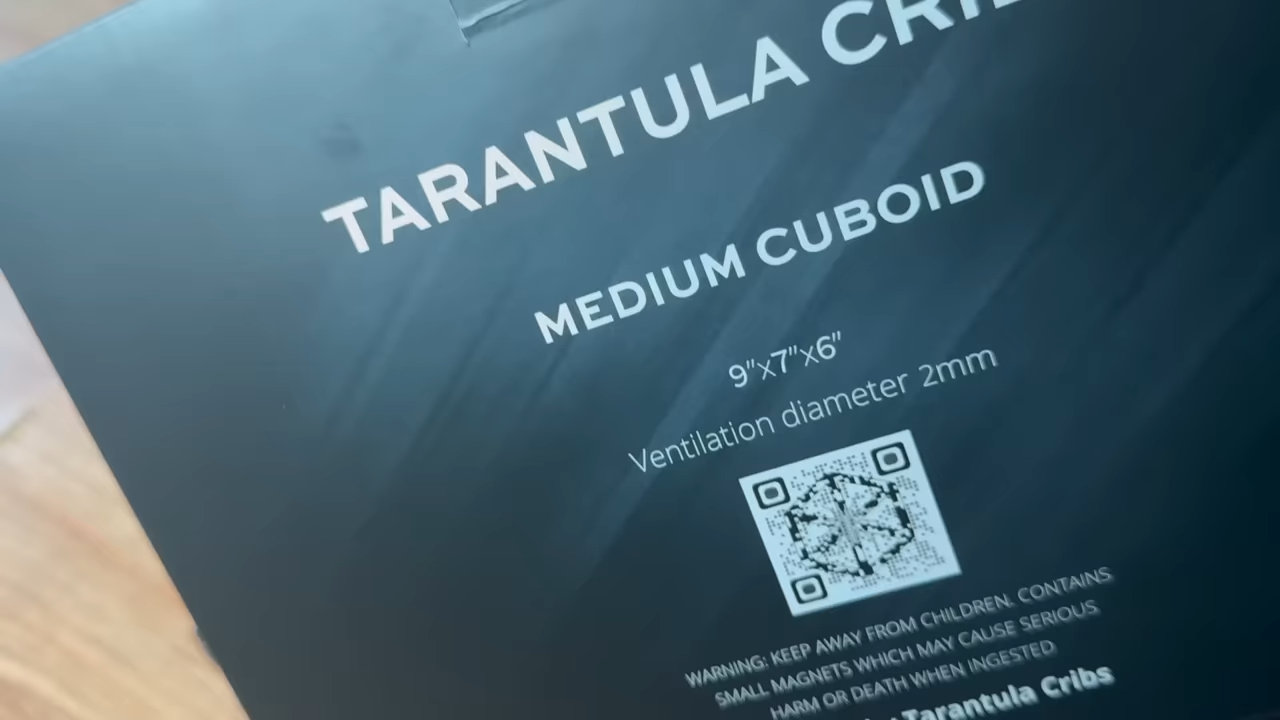 TARANTULA CRIB
MEDIUM CUBOID
9"x7"x6"
Ventilation diameter 2mm
WARNING: KEEP AWAY FROM CHILDREN. CONTAINS
SMALL MAGNETS WHICH MAY CAUSE SERIOUS
HARM OR DEATH WHEN INGESTED
Tarantula Cribs